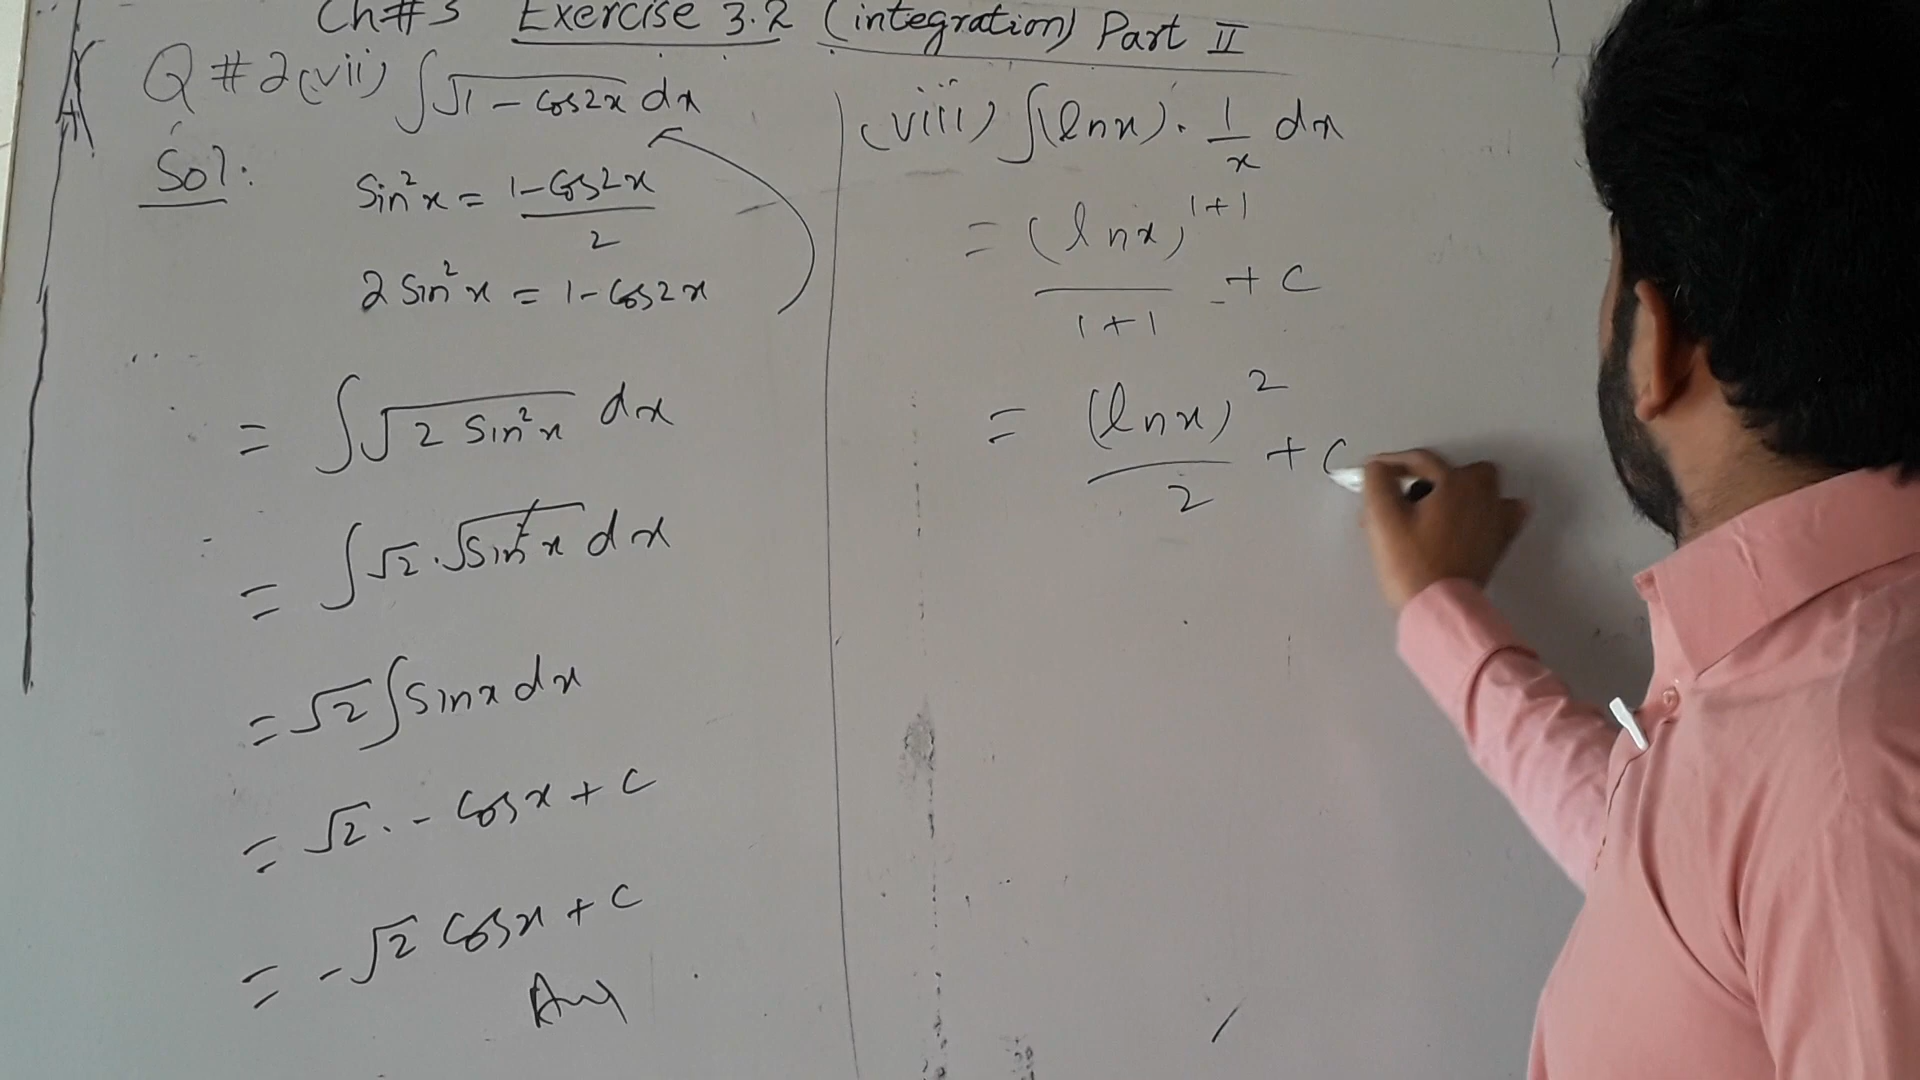 Ch#3 Exercise 3.2 (integration) Part II
Q #2(vii) ∫√(1 - Cos2x) dx
Sol:
Sin²x = (1-Cos2x)/2
2 Sin²x = 1-Cos2x
= ∫√(2 Sin²x) dx
= ∫√2 . √(Sin²x) dx
= √2 ∫Sinx dx
= √2 . - Cosx + c
= - √2 Cosx + c
Ans
(viii) ∫(lnx) . 1/x dx
= (lnx)^(1+1)/(1+1) + c
= (lnx)²/2 + c